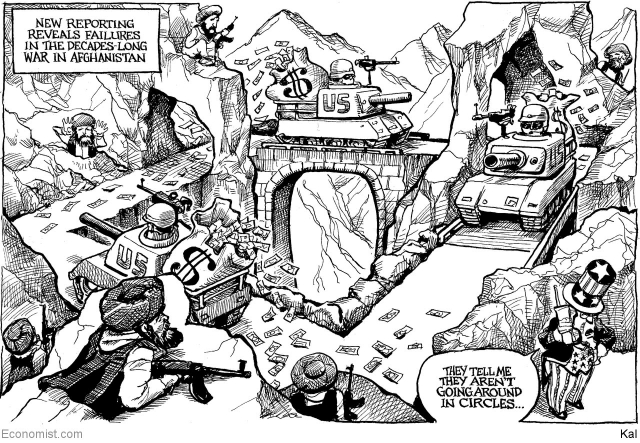 NEW REPORTING
REVEALS FAILLURES
IN THE DECADES-LONG
WAR IN AFGHANISTAN
$
US
US
$
THEY TELL ME
THEY AREN'T
GOING AROUND
IN CIRCLES...
Economist.com
Kal